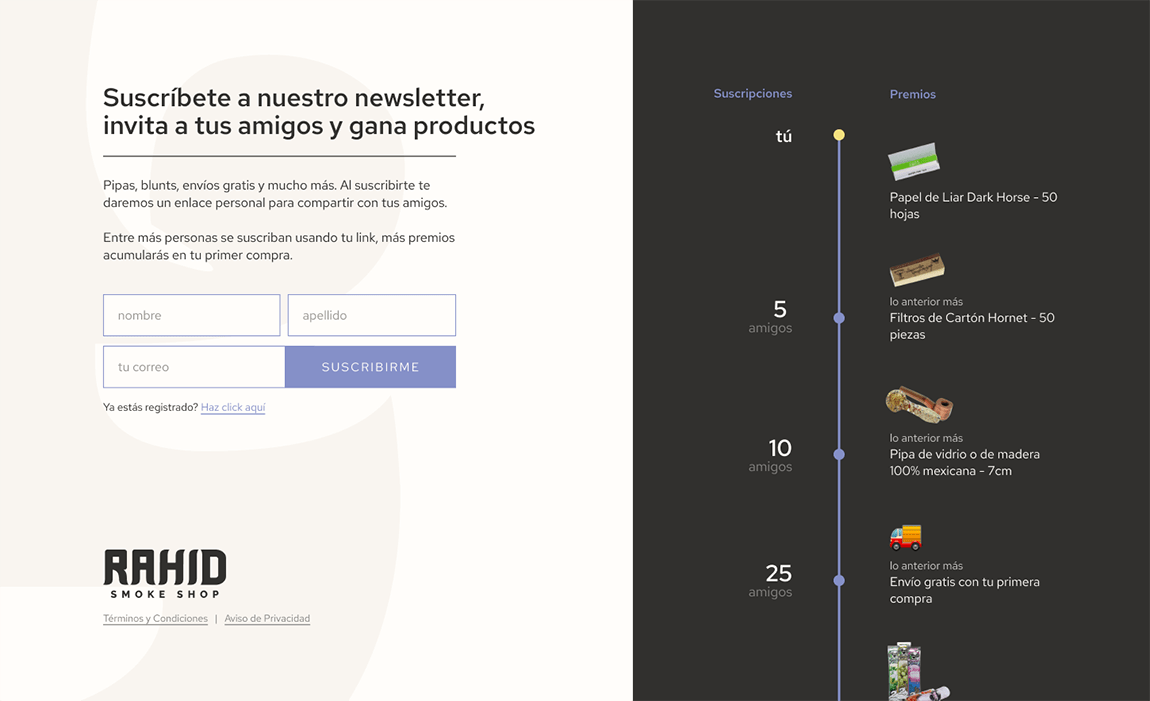 Suscríbete a nuestro newsletter,
invita a tus amigos y gana productos
Pipas, blunts, envíos gratis y mucho más. Al suscribirte te
daremos un enlace personal para compartir con tus amigos.
Entre más personas se suscriban usando tu link, más premios
acumularás en tu primer compra.
nombre
apellido
tu correo
SUSCRIBIRME
Ya estás registrado? Haz click aquí
RAHID
SMOKE SHOP
Términos y Condiciones | Aviso de Privacidad
Suscripciones
Premios
tú
Papel de Liar Dark Horse - 50
hojas
5
amigos
lo anterior más
Filtros de Cartón Hornet - 50
piezas
10
amigos
lo anterior más
Pipa de vidrio o de madera
100% mexicana - 7cm
25
amigos
lo anterior más
Envío gratis con tu primera
compra